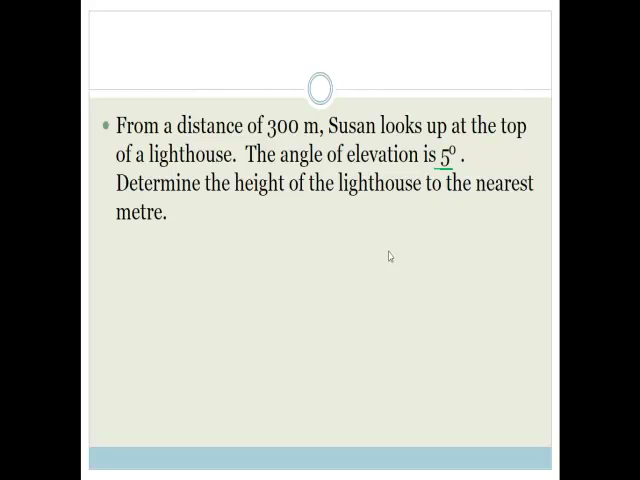 From a distance of 300 m, Susan looks up at the top
of a lighthouse. The angle of elevation is 5⁰ .
Determine the height of the lighthouse to the nearest
metre.